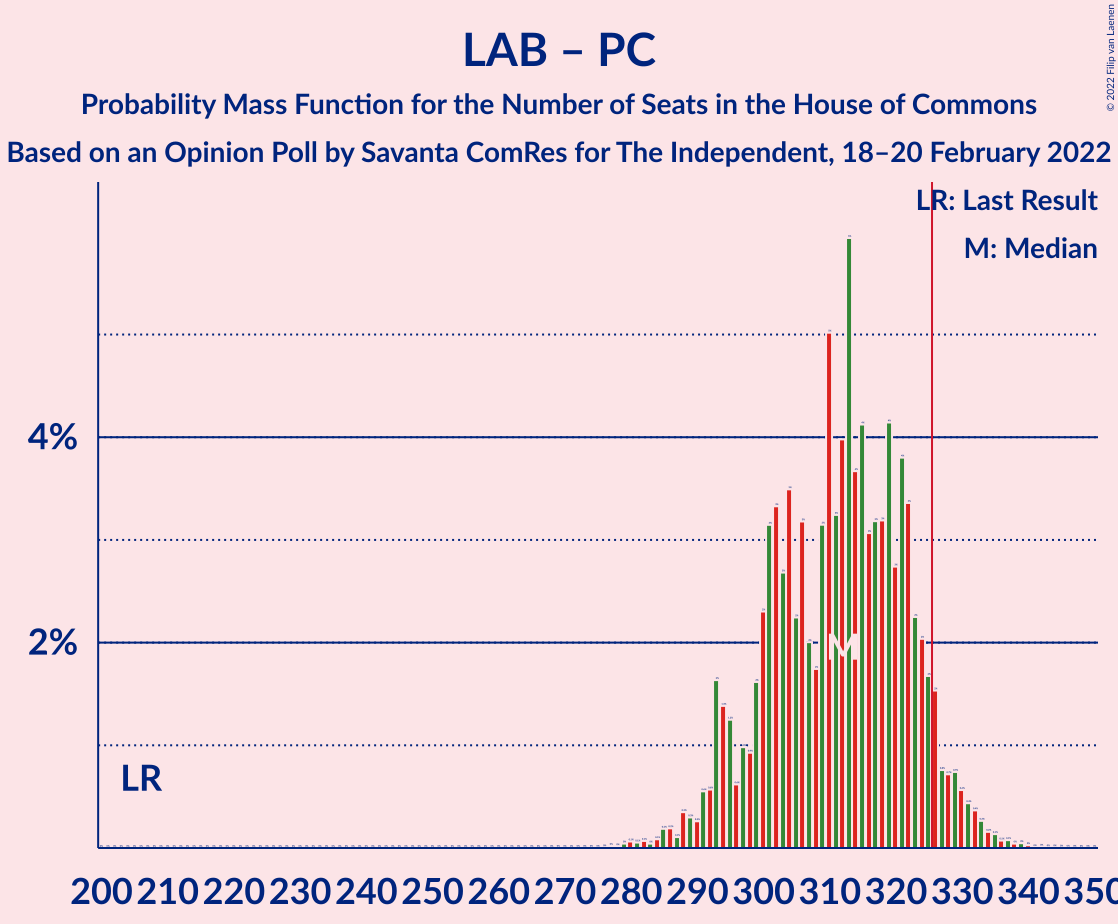 LAB – PC
Probability Mass Function for the Number of Seats in the House of Commons
Based on an Opinion Poll by Savanta ComRes for The Independent, 18–20 February 2022
© 2022 Filip van Laenen
LR: Last Result
M: Median
4%
2%
M
LR
200 210 220 230 240 250 260 270 280 290 300 310 320 330 340 350